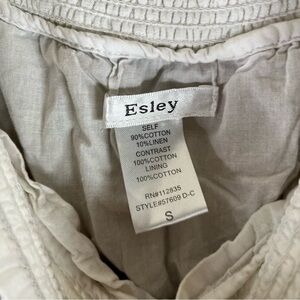 Esley
SELF
90%COTTON
10%LINEN
CONTRAST
100%COTTON
LINING
100%COTTON
RN#112835
STYLE#57609 D-C
S